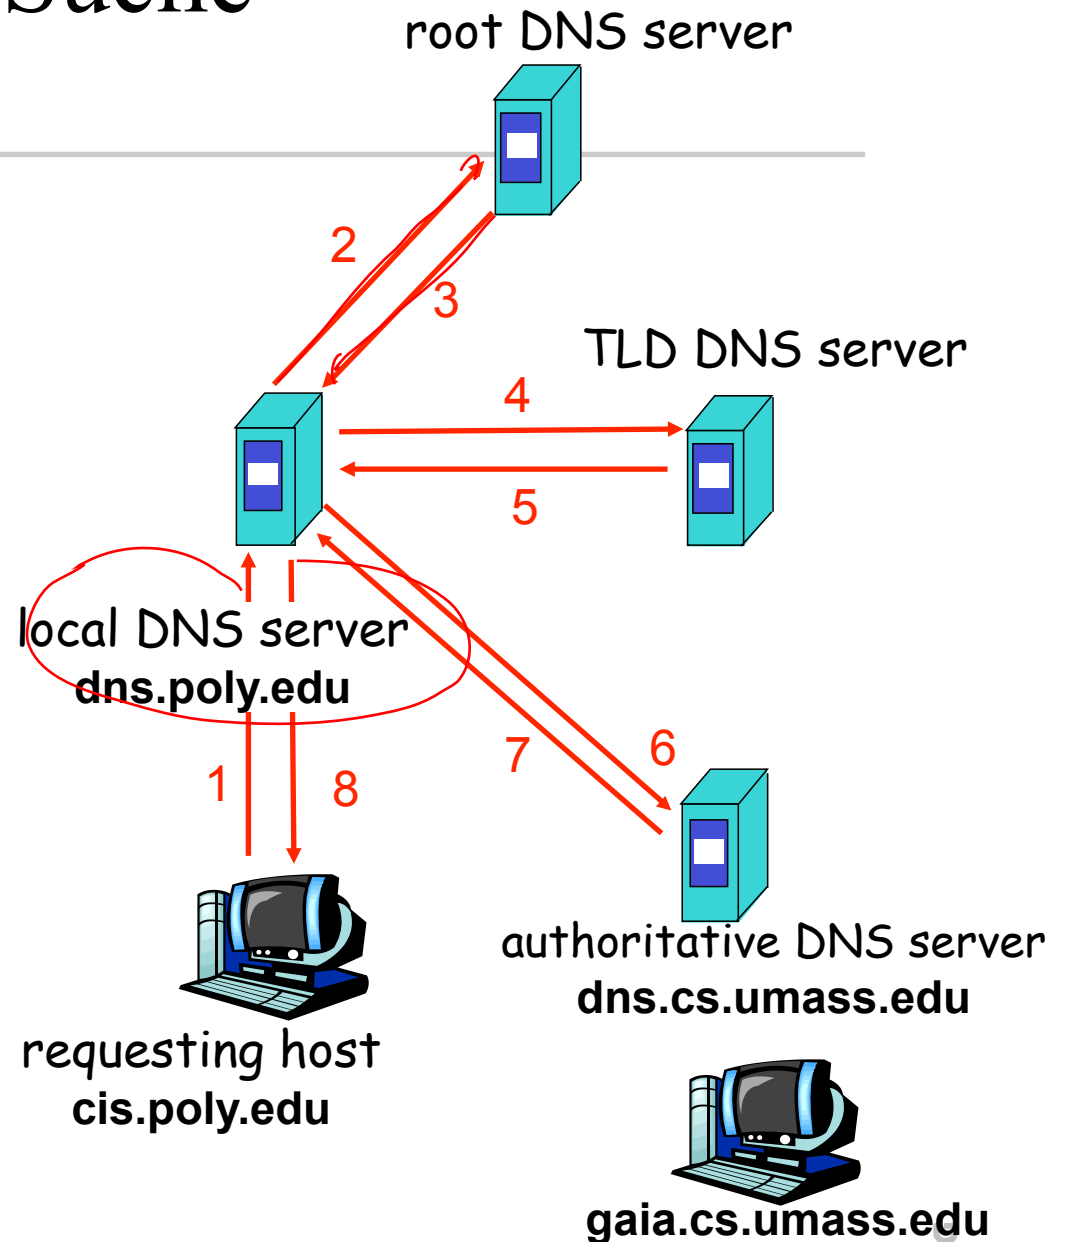 Suche
root DNS server
2
3
TLD DNS server
4
5
local DNS server
dns.poly.edu
1
8
7
6
authoritative DNS server
dns.cs.umass.edu
requesting host
cis.poly.edu
gaia.cs.umass.edu